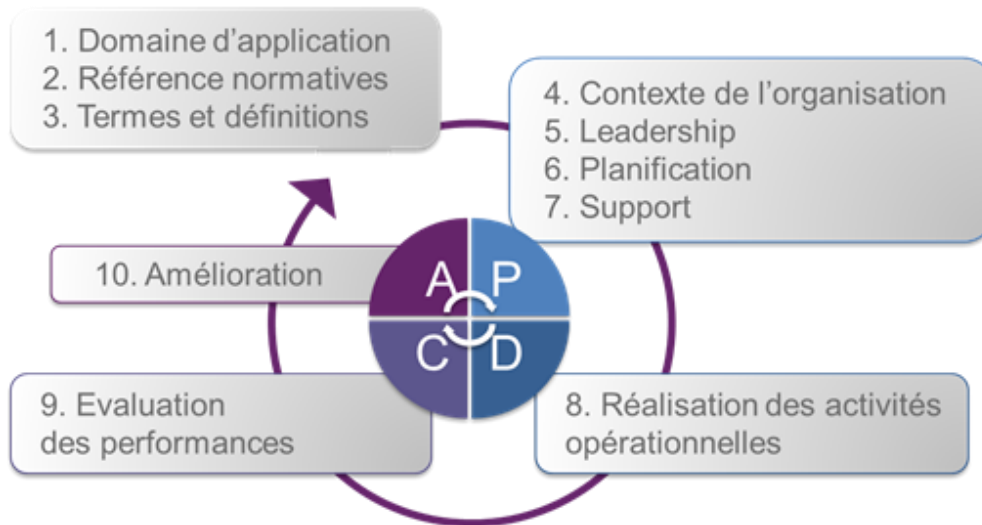 1. Domaine d'application
2. Référence normatives
3. Termes et définitions
4. Contexte de l'organisation
5. Leadership
6. Planification
7. Support
10. Amélioration
A P
C D
9. Evaluation
des performances
8. Réalisation des activités
opérationnelles